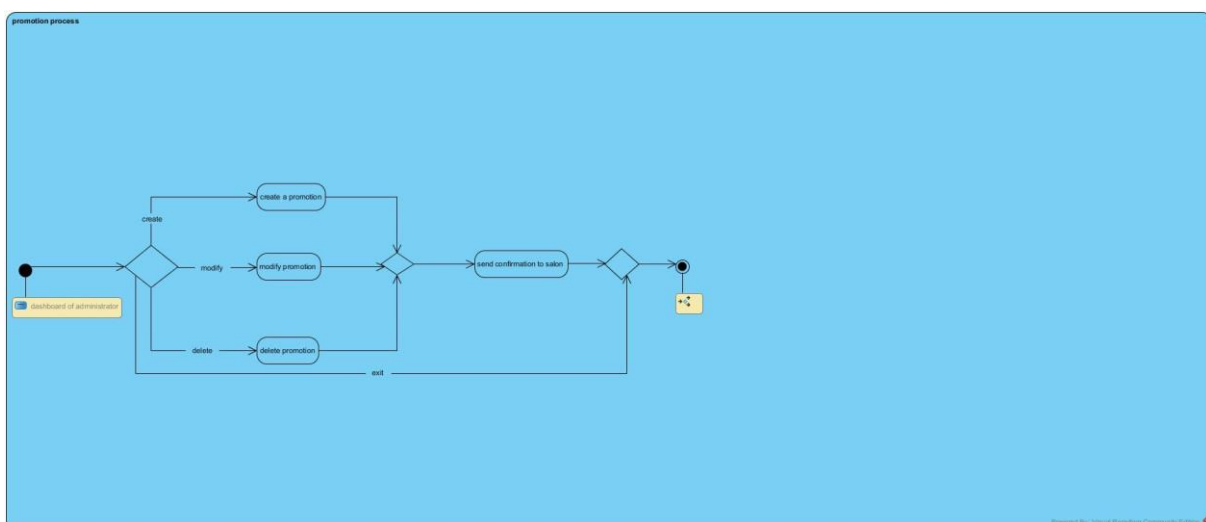 promotion process
create a promotion
create
modify
modify promotion
send confirmation to salon
dashboard of administrator
delete
delete promotion
exit